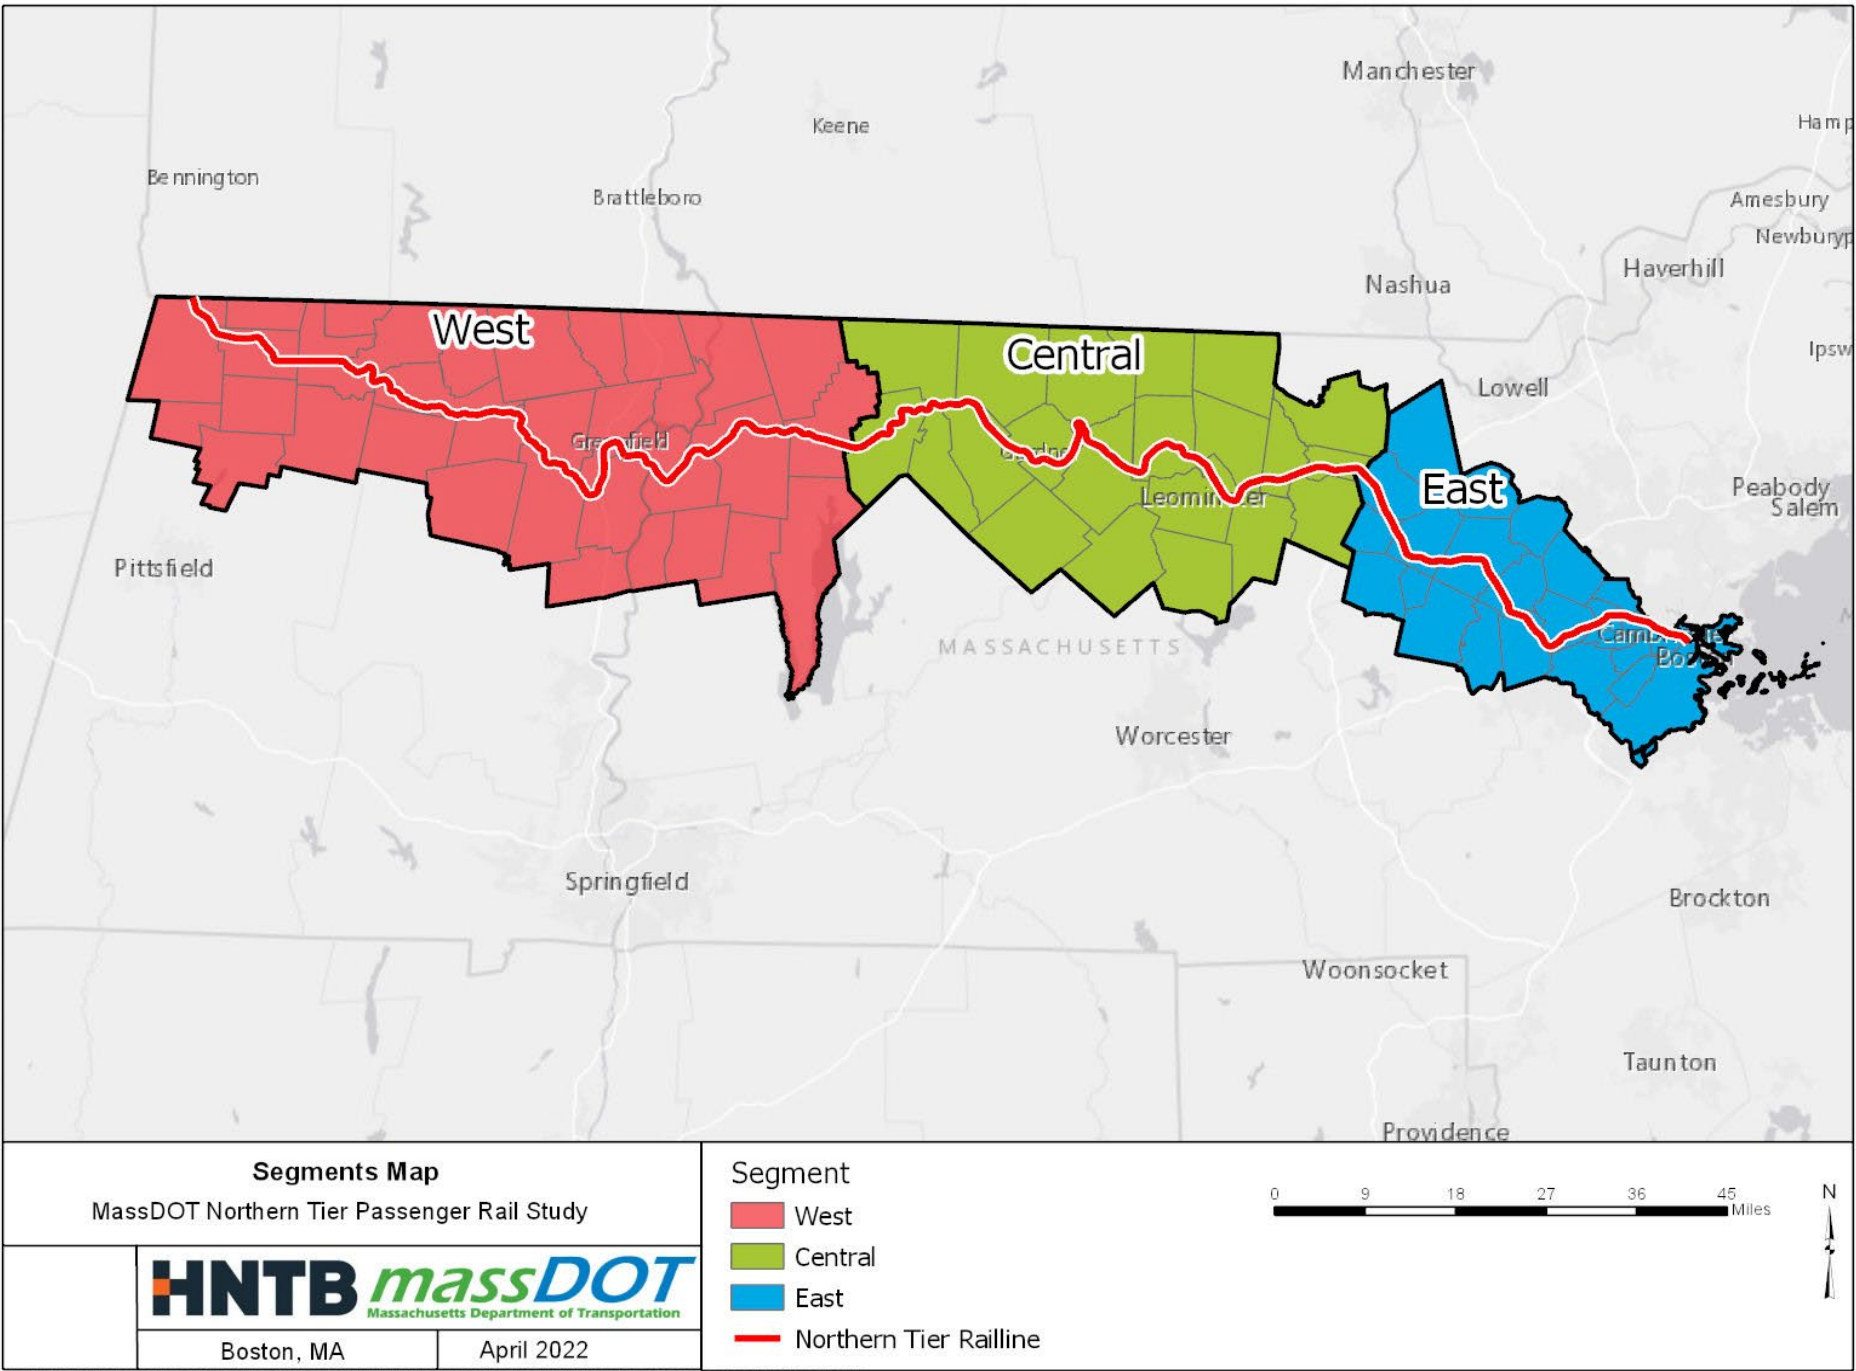 Manchester
Keene
Hamp
Bennington
Brattleboro
Amesbury
Newburyp
Haverhill
Nashua
West
Central
Ipsw
Lowell
Greenfield
East
Peabody
Salem
Leominster
Pittsfield
MASSACHUSETTS
Worcester
Springfield
Brockton
Woonsocket
Taunton
Providence
Segments Map
MassDOT Northern Tier Passenger Rail Study
HNTB
massDOT
Massachusetts Department of Transportation
Boston, MA
April 2022
Segment
West
Central
East
Northern Tier Railline
0 9 18 27 36 45
Miles
N